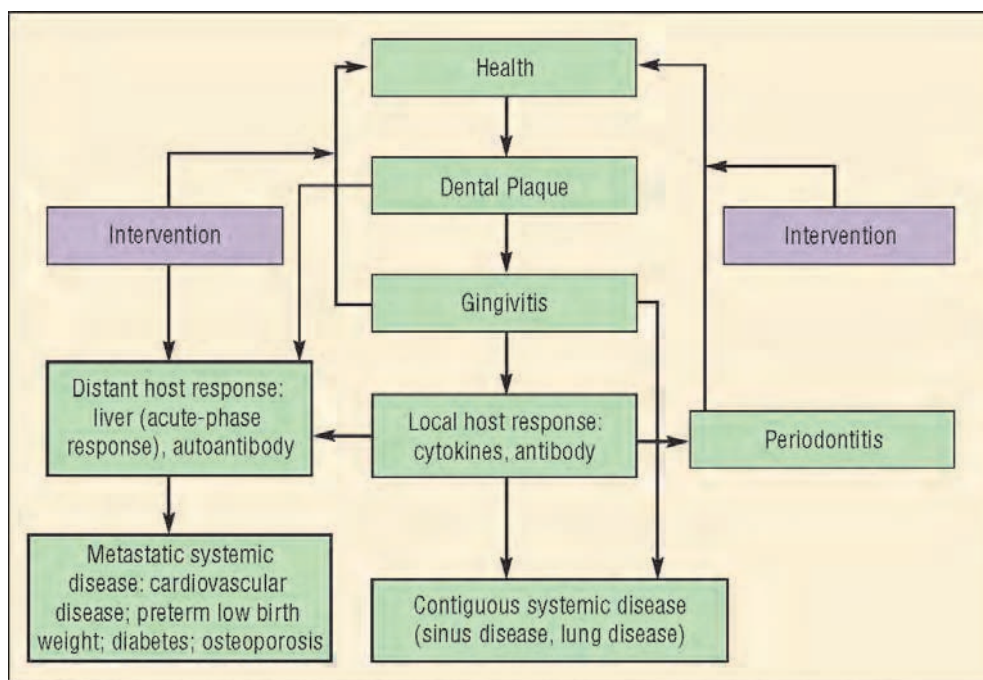 Health
Dental Plaque
Intervention
Intervention
Gingivitis
Distant host response:
liver (acute-phase
response), autoantibody
Local host response:
cytokines, antibody
Periodontitis
Metastatic systemic
disease: cardiovascular
disease; preterm low birth
weight; diabetes; osteoporosis
Contiguous systemic disease
(sinus disease, lung disease)